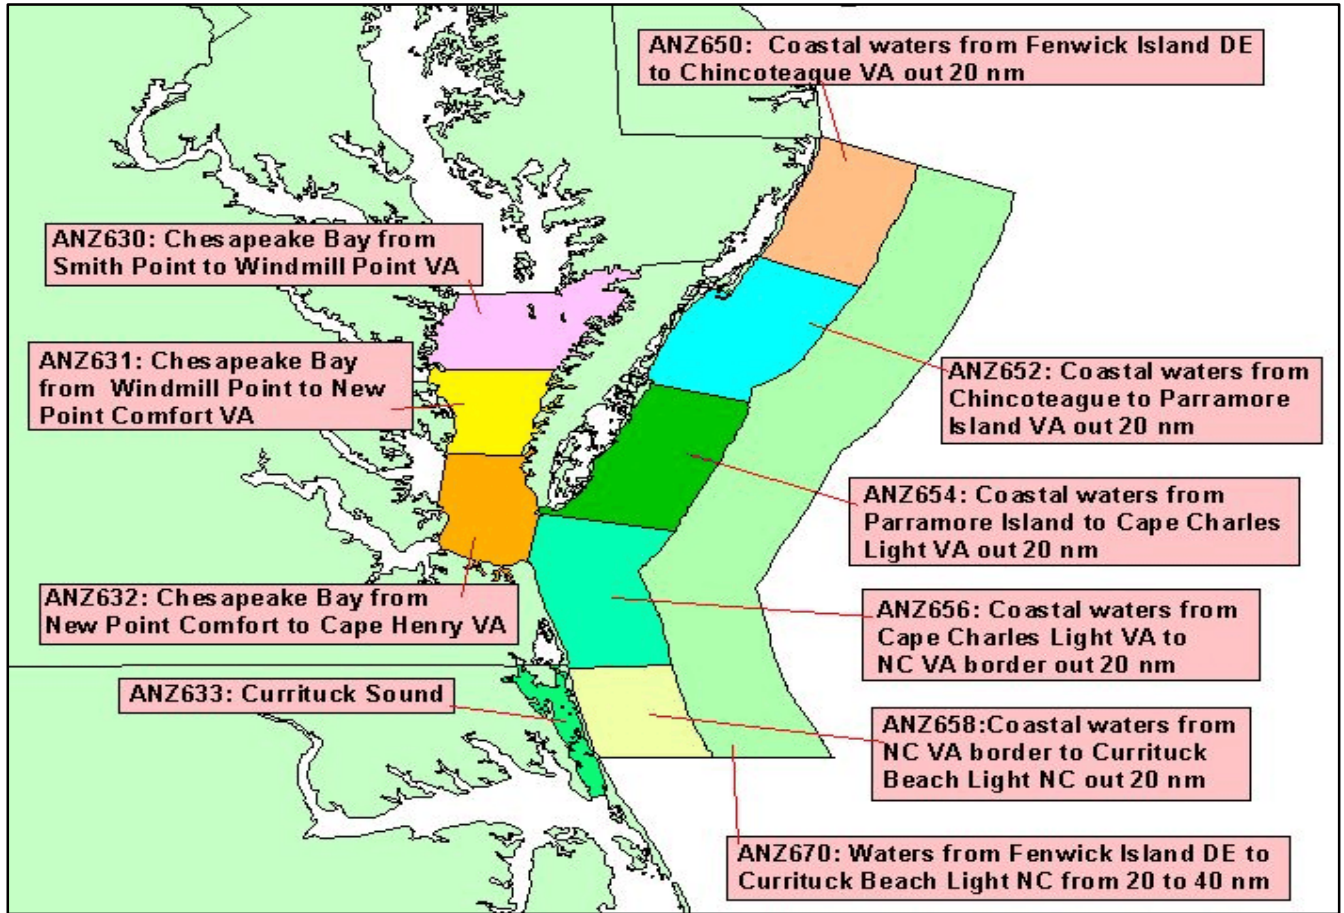 ANZ650: Coastal waters from Fenwick Island DE
to Chincoteague VA out 20 nm
ANZ630: Chesapeake Bay from
Smith Point to Windmill Point VA
ANZ631: Chesapeake Bay
from Windmill Point to New
Point Comfort VA
ANZ652: Coastal waters from
Chincoteague to Parramore
Island VA out 20 nm
ANZ654: Coastal waters from
Parramore Island to Cape Charles
Light VA out 20 nm
ANZ632: Chesapeake Bay from
New Point Comfort to Cape Henry VA
ANZ656: Coastal waters from
Cape Charles Light VA to
NC VA border out 20 nm
ANZ633: Currituck Sound
ANZ658:Coastal waters from
NC VA border to Currituck
Beach Light NC out 20 nm
ANZ670: Waters from Fenwick Island DE to
Currituck Beach Light NC from 20 to 40 nm